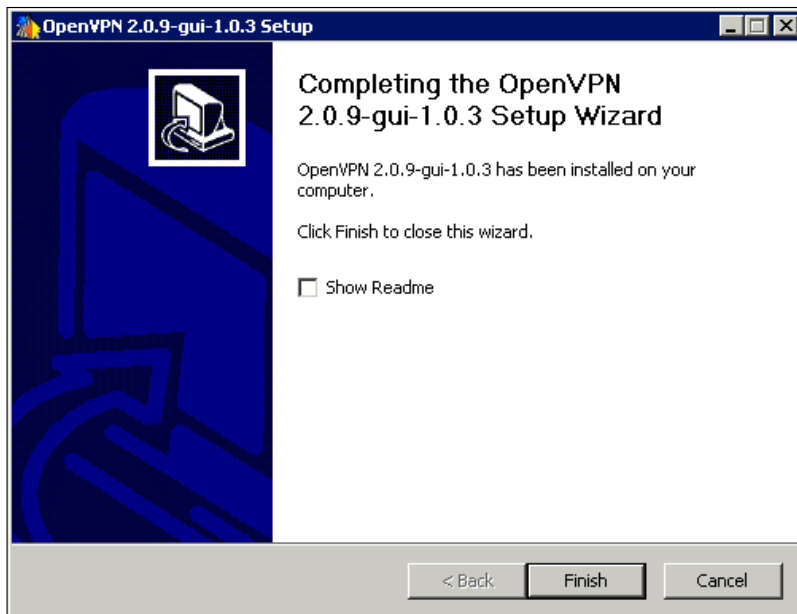 OpenVPN 2.0.9-gui-1.0.3 Setup
Completing the OpenVPN
2.0.9-gui-1.0.3 Setup Wizard
OpenVPN 2.0.9-gui-1.0.3 has been installed on your
computer.
Click Finish to close this wizard.
Show Readme
< Back
Finish
Cancel